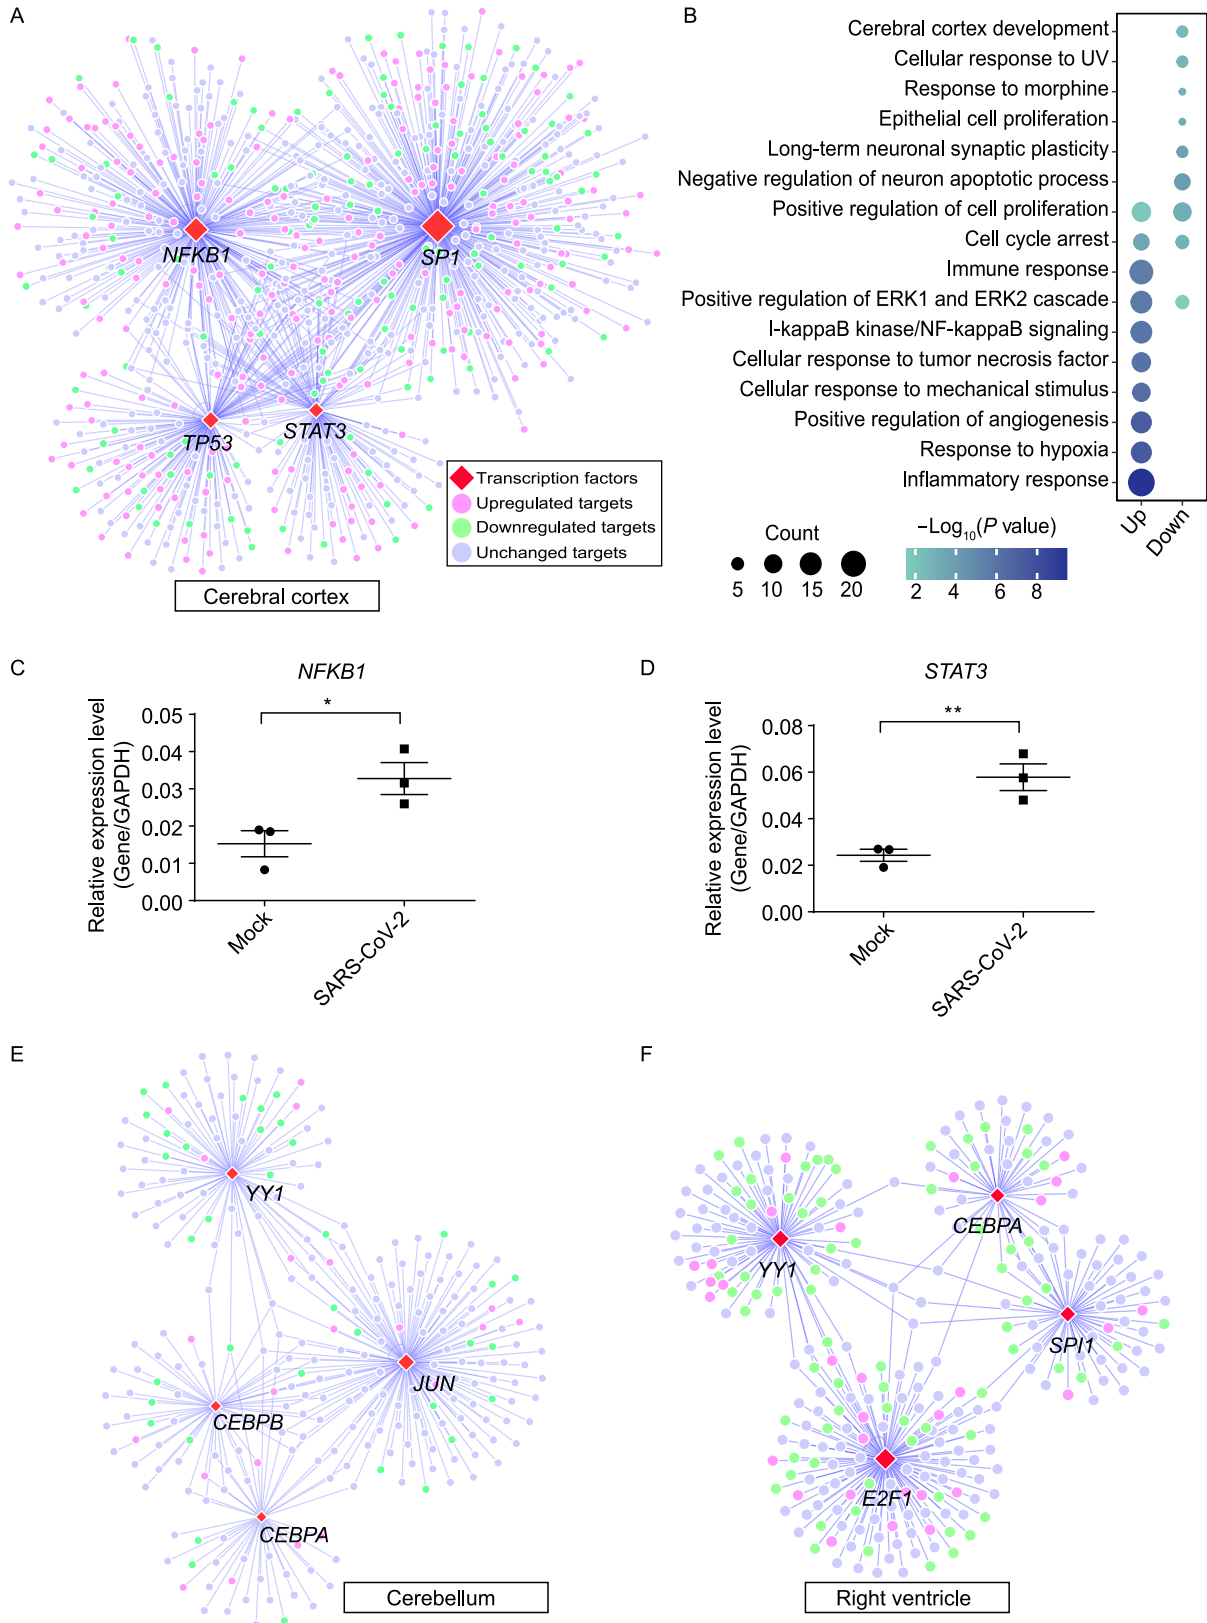 A
NFKB1
SP1
TP53
STAT3
Transcription factors
Upregulated targets
Downregulated targets
Unchanged targets
Cerebral cortex
B
Cerebral cortex development
Cellular response to UV
Response to morphine
Epithelial cell proliferation
Long-term neuronal synaptic plasticity
Negative regulation of neuron apoptotic process
Positive regulation of cell proliferation
Cell cycle arrest
Immune response
Positive regulation of ERK1 and ERK2 cascade
I-kappaB kinase/NF-kappaB signaling
Cellular response to tumor necrosis factor
Cellular response to mechanical stimulus
Positive regulation of angiogenesis
Response to hypoxia
Inflammatory response
Up
Down
Count
5 10 15 20
−Log10(P value)
2 4 6 8
C
NFKB1
*
Relative expression level
(Gene/GAPDH)
0.05
0.04
0.03
0.02
0.01
0.00
Mock
SARS-CoV-2
D
STAT3
**
Relative expression level
(Gene/GAPDH)
0.08
0.06
0.04
0.02
0.00
Mock
SARS-CoV-2
E
YY1
JUN
CEBPB
CEBPA
Cerebellum
F
CEBPA
YY1
SPI1
E2F1
Right ventricle